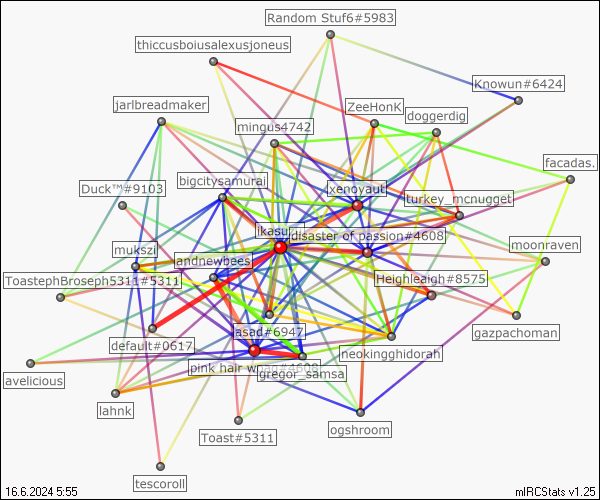 Random Stuf6#5983
thiccusboiusalexusjoneus
Knowun#6424
jarlbreadmaker
ZeeHonK
doggerdig
mingus4742
facadas.
bigcitysamurai
Duck™#9103
xenoyaut
turkey_mcnugget
ikasu
disaster of passion#4608
mukszi
andnewbees
moonraven
ToastephBroseph5311#5311
Heighleaigh#8575
asad#6947
gazpachoman
default#0617
neokingghidorah
pink hair
#4608
gregor_samsa
avelicious
lahnk
ogshroom
Toast#5311
tescoroll
16.6.2024 5:55
mIRCStats v1.25